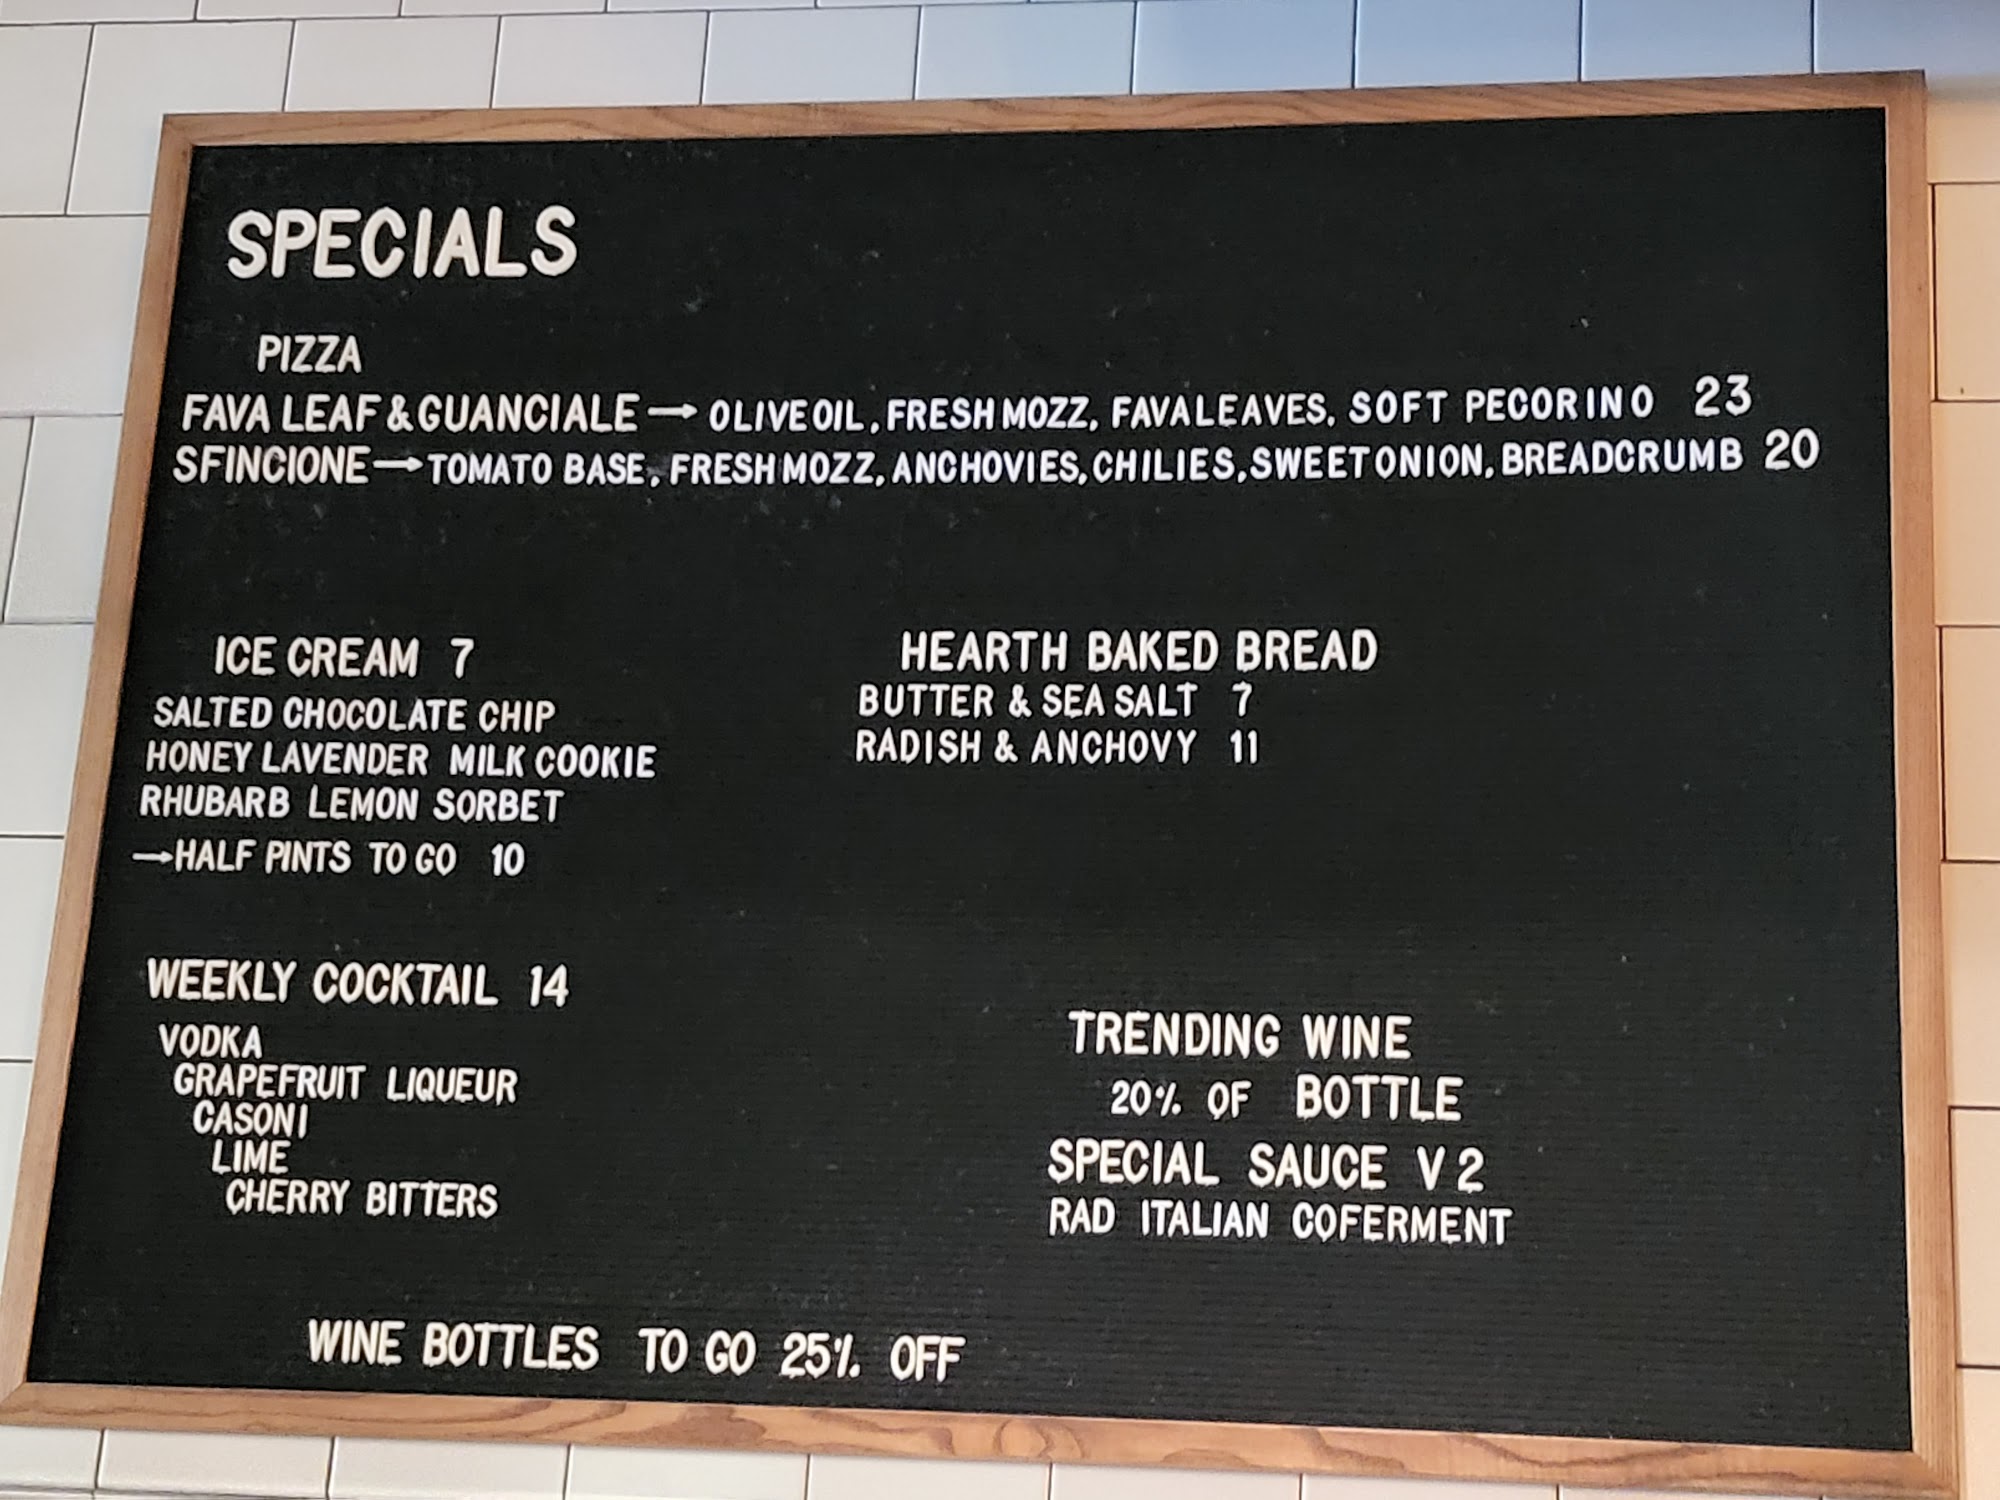 SPECIALS
PIZZA
FAVA LEAF & GUANCIALE → OLIVE OIL, FRESH MOZZ, FAVA LEAVES, SOFT PECORINO 23
SFINCIONE → TOMATO BASE, FRESH MOZZ, ANCHOVIES, CHILIES, SWEET ONION, BREADCRUMB 20
ICE CREAM 7
SALTED CHOCOLATE CHIP
HONEY LAVENDER MILK COOKIE
RHUBARB LEMON SORBET
→ HALF PINTS TO GO 10
HEARTH BAKED BREAD
BUTTER & SEA SALT 7
RADISH & ANCHOVY 11
WEEKLY COCKTAIL 14
VODKA
GRAPEFRUIT LIQUEUR
CASONI
LIME
CHERRY BITTERS
TRENDING WINE
20% OF BOTTLE
SPECIAL SAUCE V2
RAD ITALIAN COFERMENT
WINE BOTTLES TO GO 25% OFF